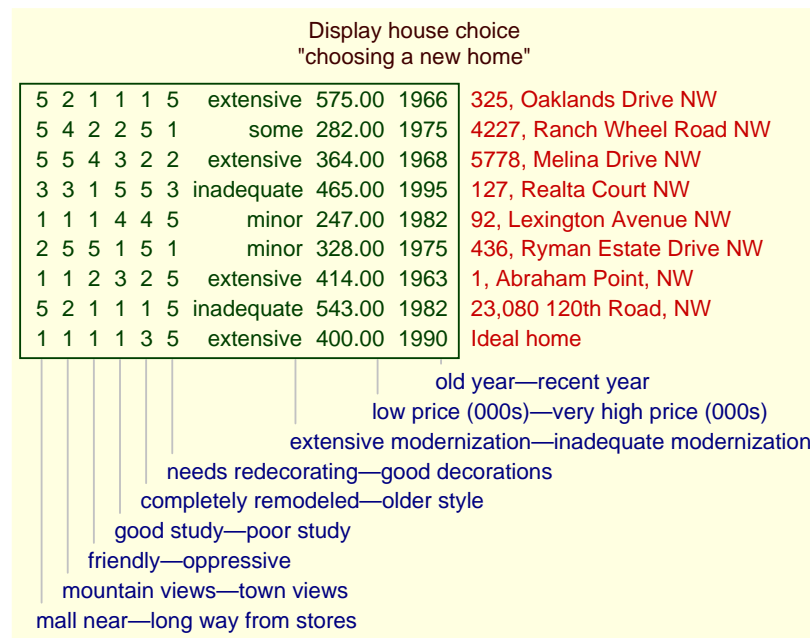 Display house choice
"choosing a new home"
5 2 1 1 1 5 extensive 575.00 1966 325, Oaklands Drive NW
5 4 2 2 5 1 some 282.00 1975 4227, Ranch Wheel Road NW
5 5 4 3 2 2 extensive 364.00 1968 5778, Melina Drive NW
3 3 1 5 5 3 inadequate 465.00 1995 127, Realta Court NW
1 1 1 4 4 5 minor 247.00 1982 92, Lexington Avenue NW
2 5 5 1 5 1 minor 328.00 1975 436, Ryman Estate Drive NW
1 1 2 3 2 5 extensive 414.00 1963 1, Abraham Point, NW
5 2 1 1 1 5 inadequate 543.00 1982 23,080 120th Road, NW
1 1 1 1 3 5 extensive 400.00 1990 Ideal home
old year—recent year
low price (000s)—very high price (000s)
extensive modernization—inadequate modernization
needs redecorating—good decorations
completely remodeled—older style
good study—poor study
friendly—oppressive
mountain views—town views
mall near—long way from stores